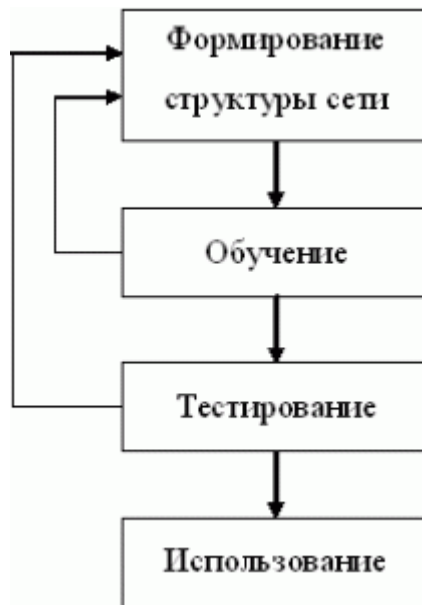 Формирование
структуры сети
Обучение
Тестирование
Использование